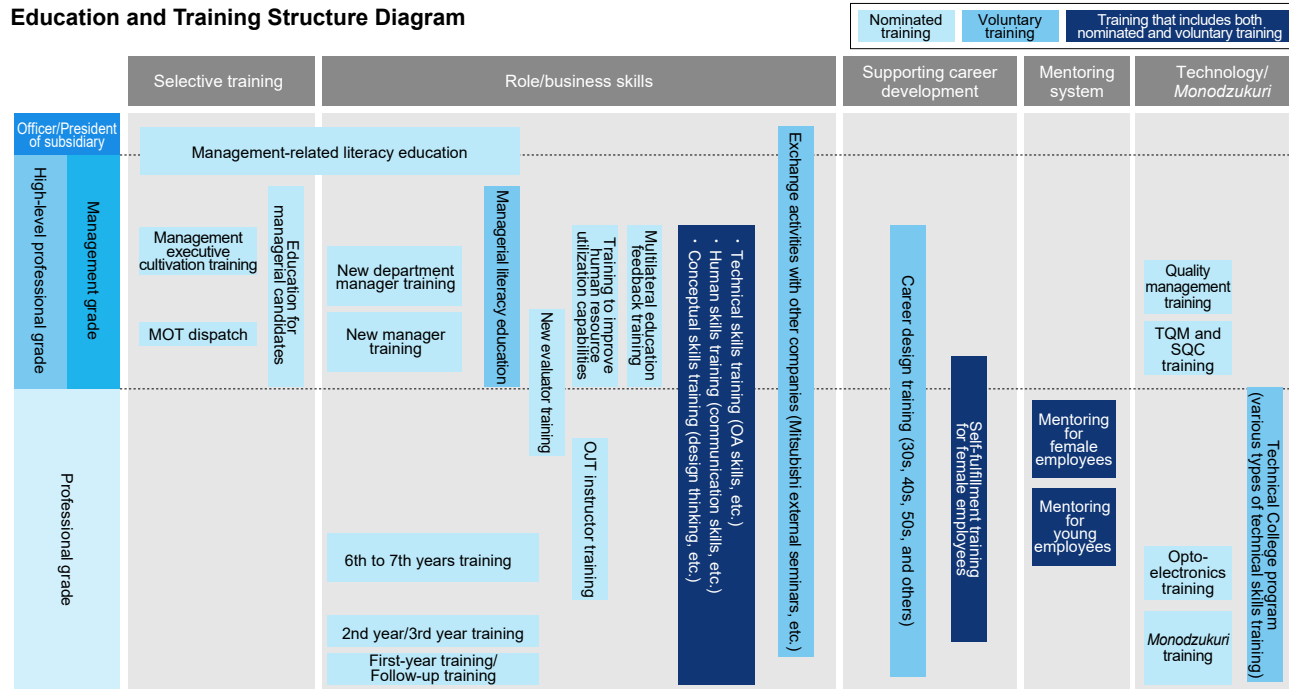 Education and Training Structure Diagram
Nominated
training
Voluntary
training
Training that includes both
nominated and voluntary training
Selective training
Role/business skills
Supporting career
development
Mentoring
system
Technology/
Monodzukuri
Officer/President
of subsidiary
High-level professional grade
Management grade
Professional grade
Management-related literacy education
Management
executive
cultivation training
MOT dispatch
Education for
managerial candidates
New department
manager training
New manager
training
Managerial literacy education
New evaluator training
Training to improve
human resource
utilization capabilities
Multilateral education
feedback training
OJT instructor training
6th to 7th years training
2nd year/3rd year training
First-year training/
Follow-up training
・Technical skills training (OA skills, etc.)
・Human skills training (communication skills, etc.)
・Conceptual skills training (design thinking, etc.)
Exchange activities with other companies (Mitsubishi external seminars, etc.)
Career design training (30s, 40s, 50s, and others)
Self-fulfillment training
for female employees
Mentoring
for
female
employees
Mentoring
for
young
employees
Quality
management
training
TQM and
SQC
training
Opto-
electronics
training
Monodzukuri
training
Technical College program
(various types of technical skills training)